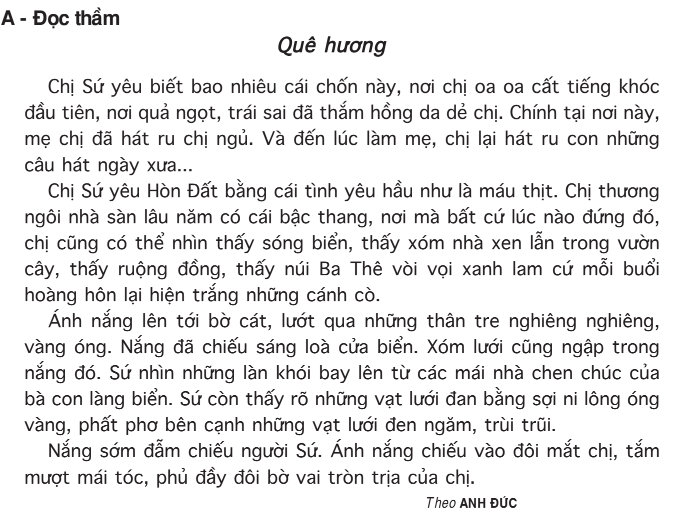 A - Đọc thầm
Quê hương
Chị Sứ yêu biết bao nhiêu cái chốn này, nơi chị oa oa cất tiếng khóc
đầu tiên, nơi quả ngọt, trái sai đã thắm hồng da dẻ chị. Chính tại nơi này,
mẹ chị đã hát ru chị ngủ. Và đến lúc làm mẹ, chị lại hát ru con những
câu hát ngày xưa...
Chị Sứ yêu Hòn Đất bằng cái tình yêu hầu như là máu thịt. Chị thương
ngôi nhà sàn lâu năm có cái bậc thang, nơi mà bất cứ lúc nào đứng đó,
chị cũng có thể nhìn thấy sóng biển, thấy xóm nhà xen lẫn trong vườn
cây, thấy ruộng đồng, thấy núi Ba Thê vòi vọi xanh lam cứ mỗi buổi
hoàng hôn lại hiện trắng những cánh cò.
Ánh nắng lên tới bờ cát, lướt qua những thân tre nghiêng nghiêng,
vàng óng. Nắng đã chiếu sáng loà cửa biển. Xóm lưới cũng ngập trong
nắng đó. Sứ nhìn những làn khói bay lên từ các mái nhà chen chúc của
bà con làng biển. Sứ còn thấy rõ những vạt lưới đan bằng sợi ni lông óng
vàng, phất phơ bên cạnh những vạt lưới đen ngăm, trùi trũi.
Nắng sớm đẫm chiếu người Sứ. Ánh nắng chiếu vào đôi mắt chị, tắm
mượt mái tóc, phủ đầy đôi bờ vai tròn trịa của chị.
Theo ANH ĐỨC